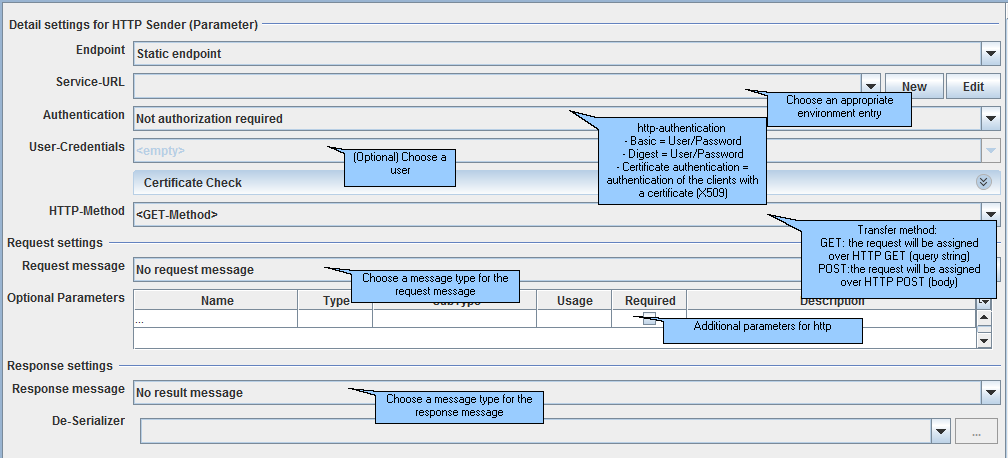 Detail settings for HTTP Sender (Parameter)
Endpoint
Static endpoint
Service-URL
New
Edit
Choose an appropriate
environment entry
Authentication
Not authorization required
http-authentication
- Basic = User/Password
- Digest = User/Password
- Certificate authentication =
authentication of the clients with
a certificate (X509)
User-Credentials
<empty>
(Optional) Choose a
user
Certificate Check
HTTP-Method
<GET-Method>
Transfer method:
GET: the request will be assigned
over HTTP GET (query string)
POST:the request will be assigned
over HTTP POST (body)
Request settings
Request message
No request message
Choose a message type for the
request message
Optional Parameters
Name
Type
SubType
Usage
Required
Description
...
Additional parameters for http
Response settings
Response message
No result message
Choose a message type for the
response message
De-Serializer
...